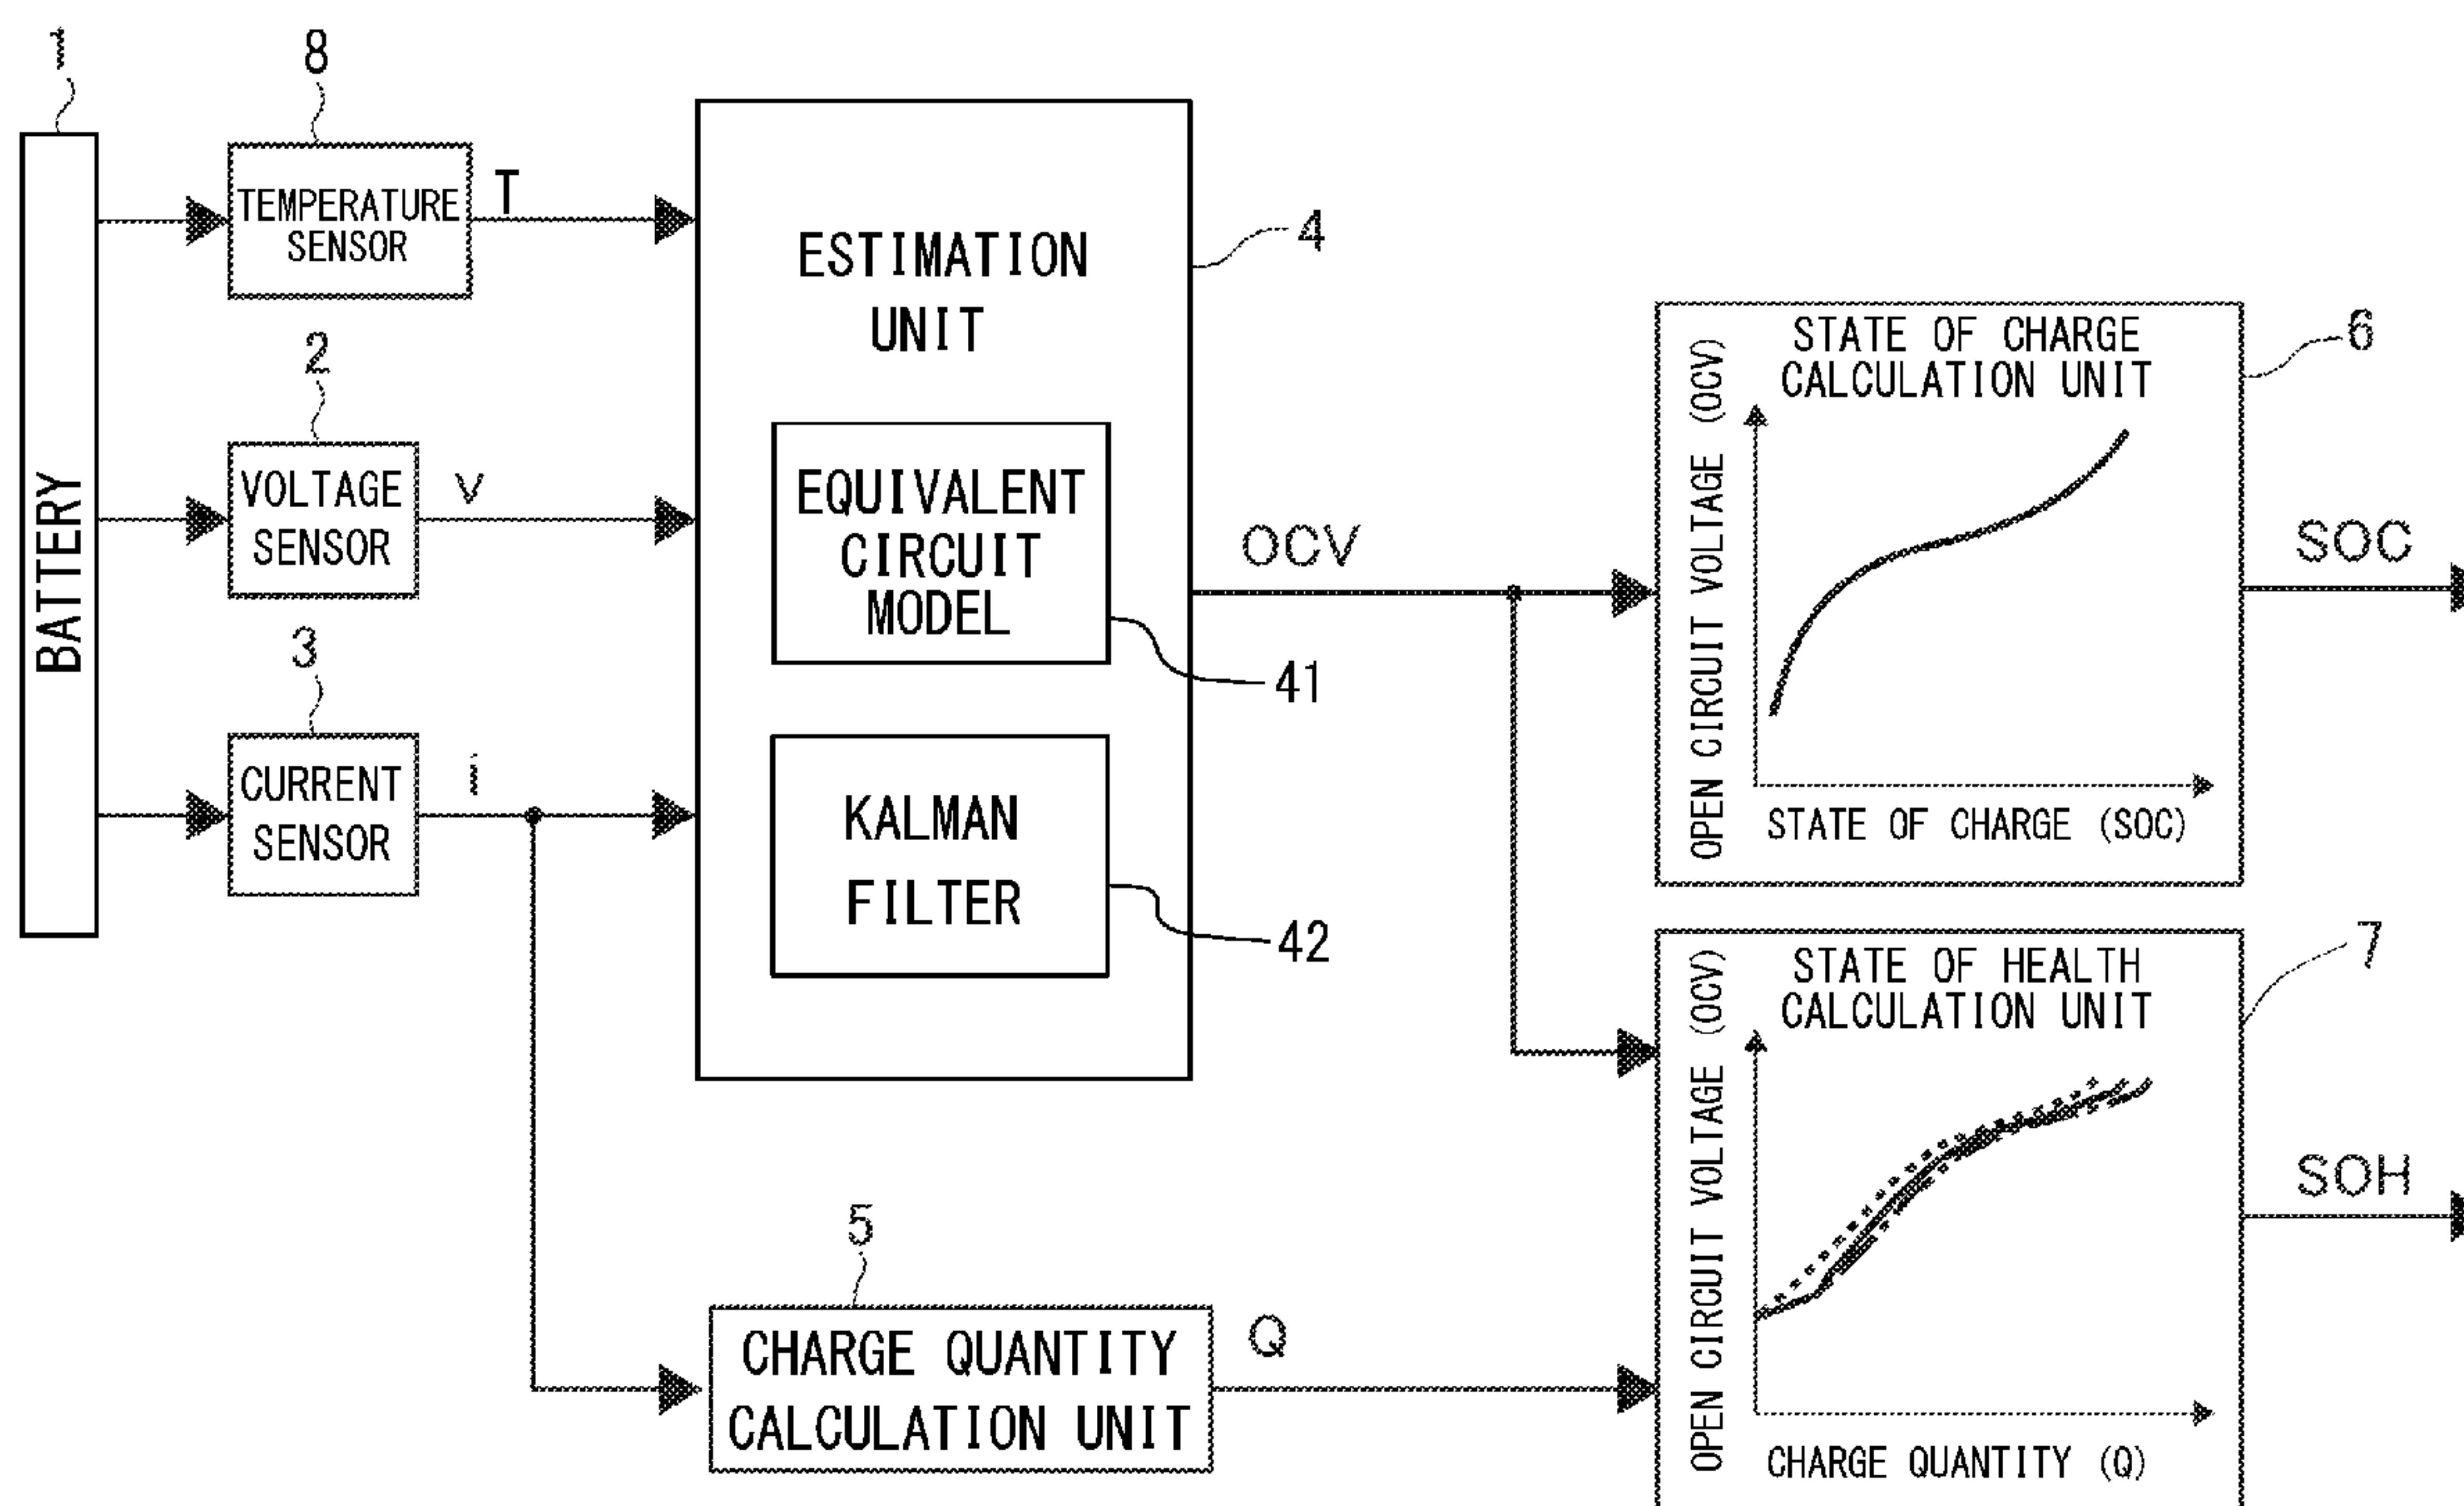 1
BATTERY
8
TEMPERATURE
SENSOR
T
2
VOLTAGE
SENSOR
v
3
CURRENT
SENSOR
i
ESTIMATION
UNIT
4
EQUIVALENT
CIRCUIT
MODEL
41
KALMAN
FILTER
42
OCV
5
CHARGE QUANTITY
CALCULATION UNIT
Q
STATE OF CHARGE
CALCULATION UNIT
6
OPEN CIRCUIT VOLTAGE (OCV)
STATE OF CHARGE (SOC)
SOC
STATE OF HEALTH
CALCULATION UNIT
7
OPEN CIRCUIT VOLTAGE (OCV)
CHARGE QUANTITY (Q)
SOH